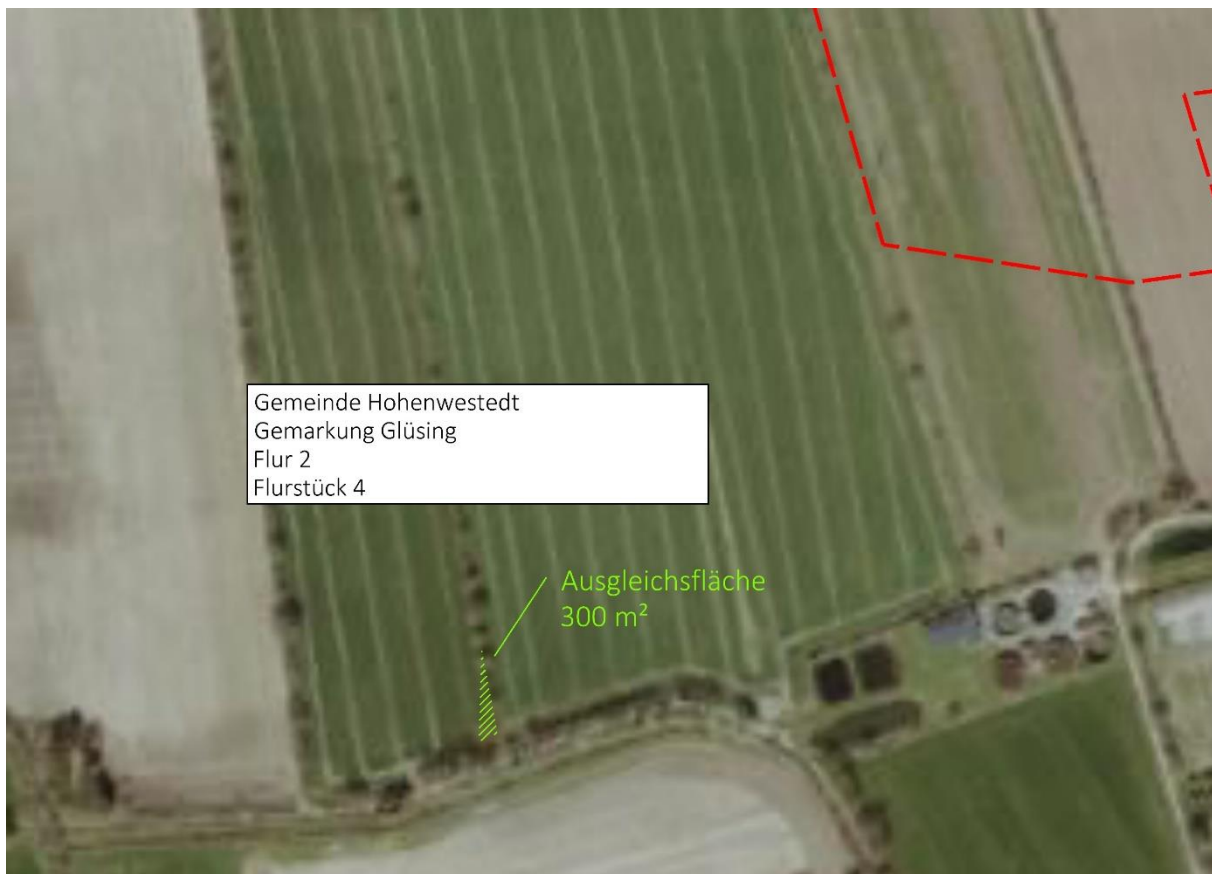 Gemeinde Hohenwestedt
Gemarkung Glüsing
Flur 2
Flurstück 4
Ausgleichsfläche
300 m²